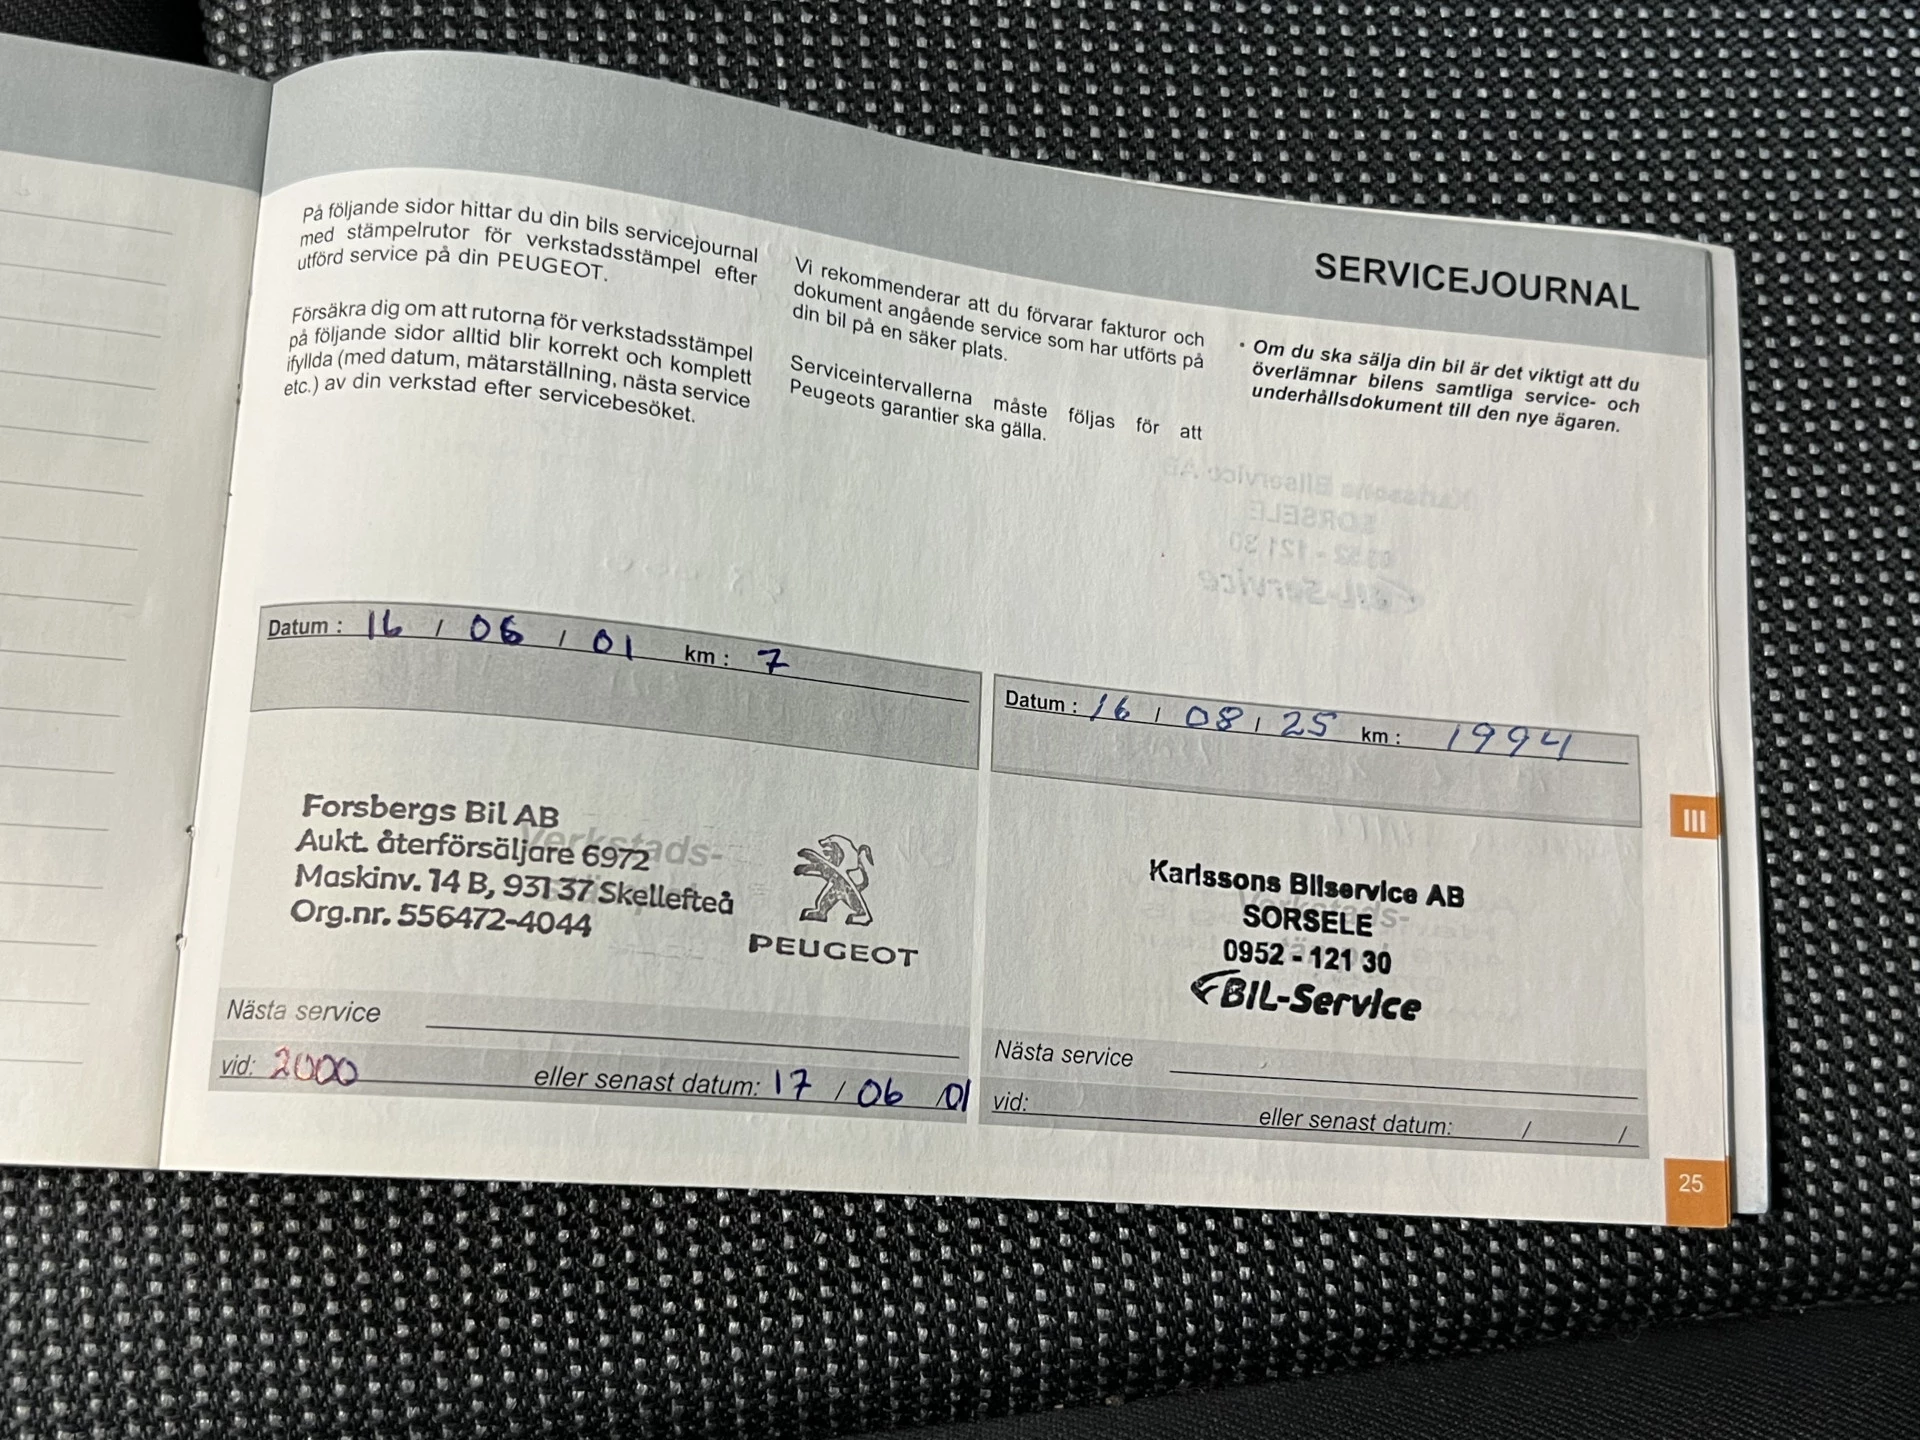 SERVICEJOURNAL
På följande sidor hittar du din bils servicejournal
med stämpelrutor för verkstadsstämpel efter
utförd service på din PEUGEOT.
Försäkra dig om att rutorna för verkstadsstämpel
på följande sidor alltid blir korrekt och komplett
ifyllda (med datum, mätarställning, nästa service
etc.) av din verkstad efter servicebesöket.
Vi rekommenderar att du förvarar fakturor och
dokument angående service som har utförts på
din bil på en säker plats.
Serviceintervallerna måste följas för att
Peugeots garantier ska gälla.
• Om du ska sälja din bil är det viktigt att du
överlämnar bilens samtliga service- och
underhållsdokument till den nye ägaren.
Datum : 16 / 06 / 01 km : 7
Forsbergs Bil AB
Aukt. återförsäljare 6972
Maskinv. 14 B, 931 37 Skellefteå
Org.nr. 556472-4044
PEUGEOT
Nästa service
vid: 2000 eller senast datum: 17 / 06 / 01
Datum : 16 / 08 / 25 km : 1994
Karlssons Bilservice AB
SORSELE
0952 - 121 30
BIL-Service
Nästa service
vid: eller senast datum: / /
III
25